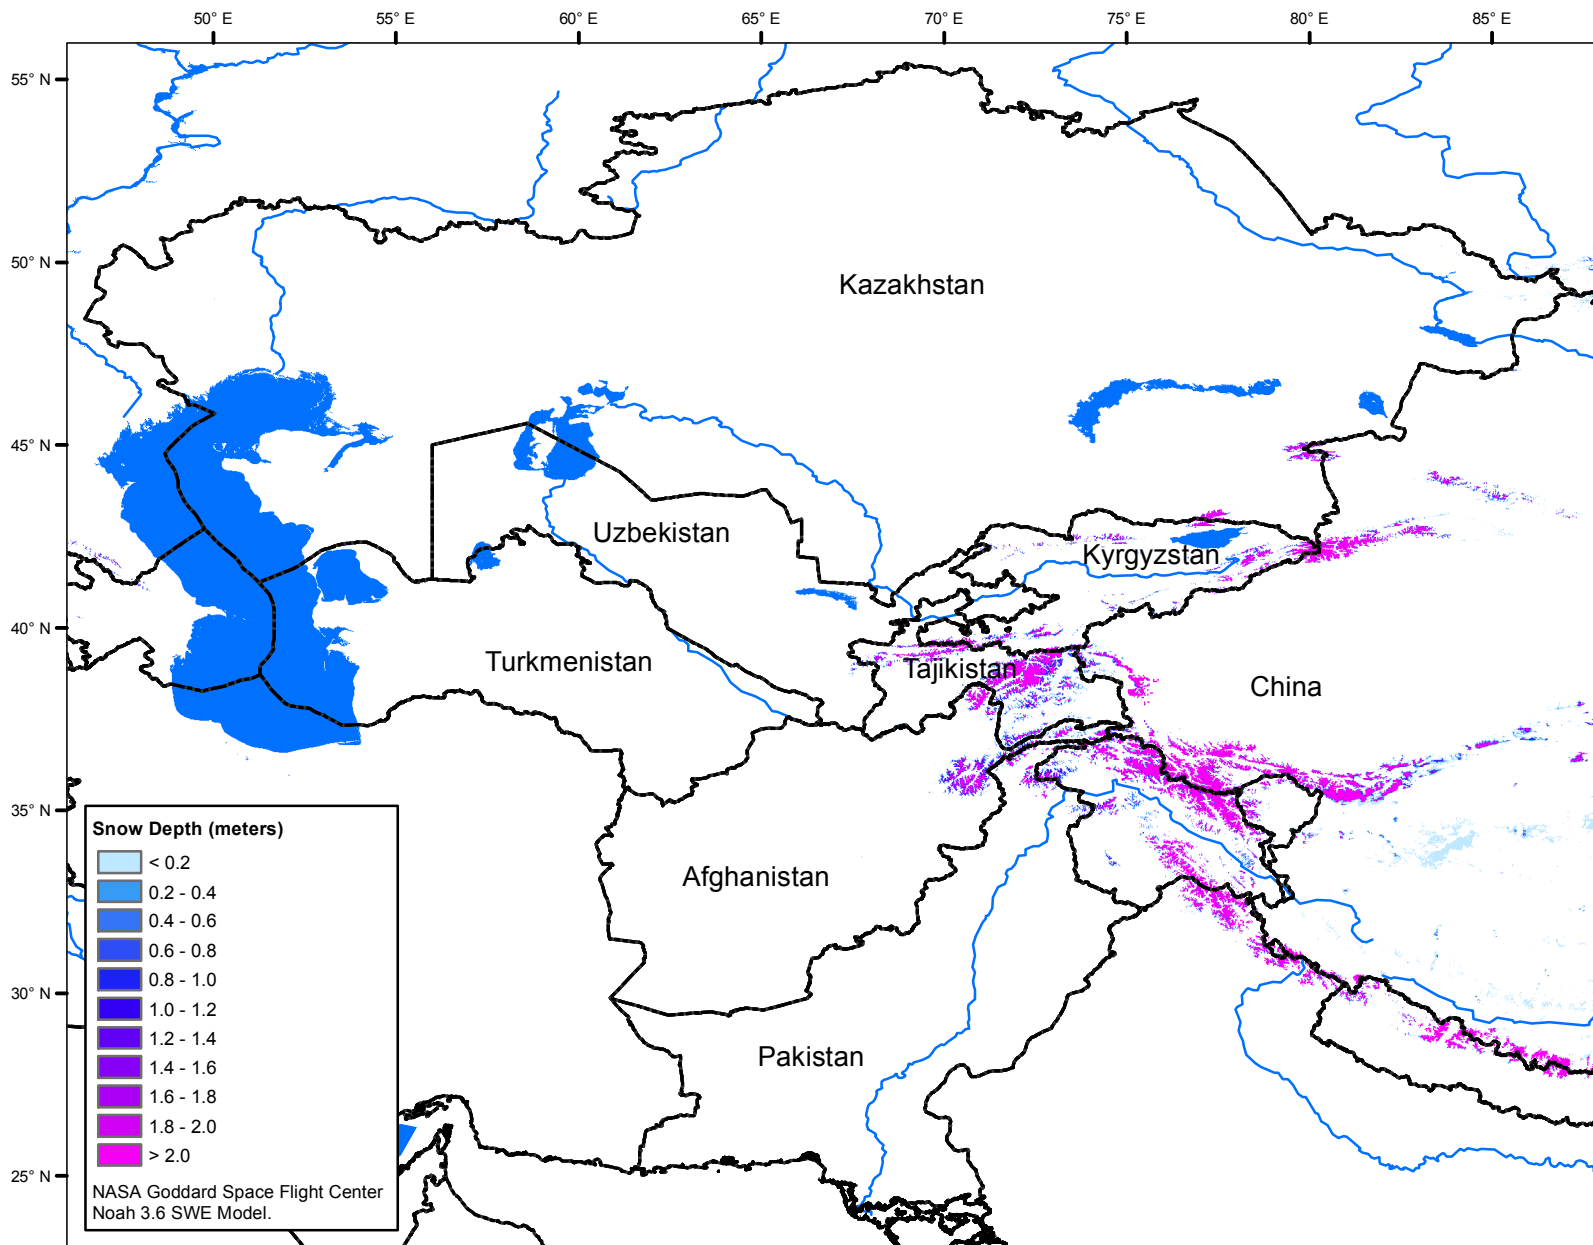 50° E 55° E 60° E 65° E 70° E 75° E 80° E 85° E
55° N
50° N
45° N
40° N
35° N
30° N
25° N
Kazakhstan
Uzbekistan
Kyrgyzstan
Turkmenistan
Tajikistan
China
Afghanistan
Pakistan
Snow Depth (meters)
< 0.2
0.2 - 0.4
0.4 - 0.6
0.6 - 0.8
0.8 - 1.0
1.0 - 1.2
1.2 - 1.4
1.4 - 1.6
1.6 - 1.8
1.8 - 2.0
> 2.0
NASA Goddard Space Flight Center
Noah 3.6 SWE Model.